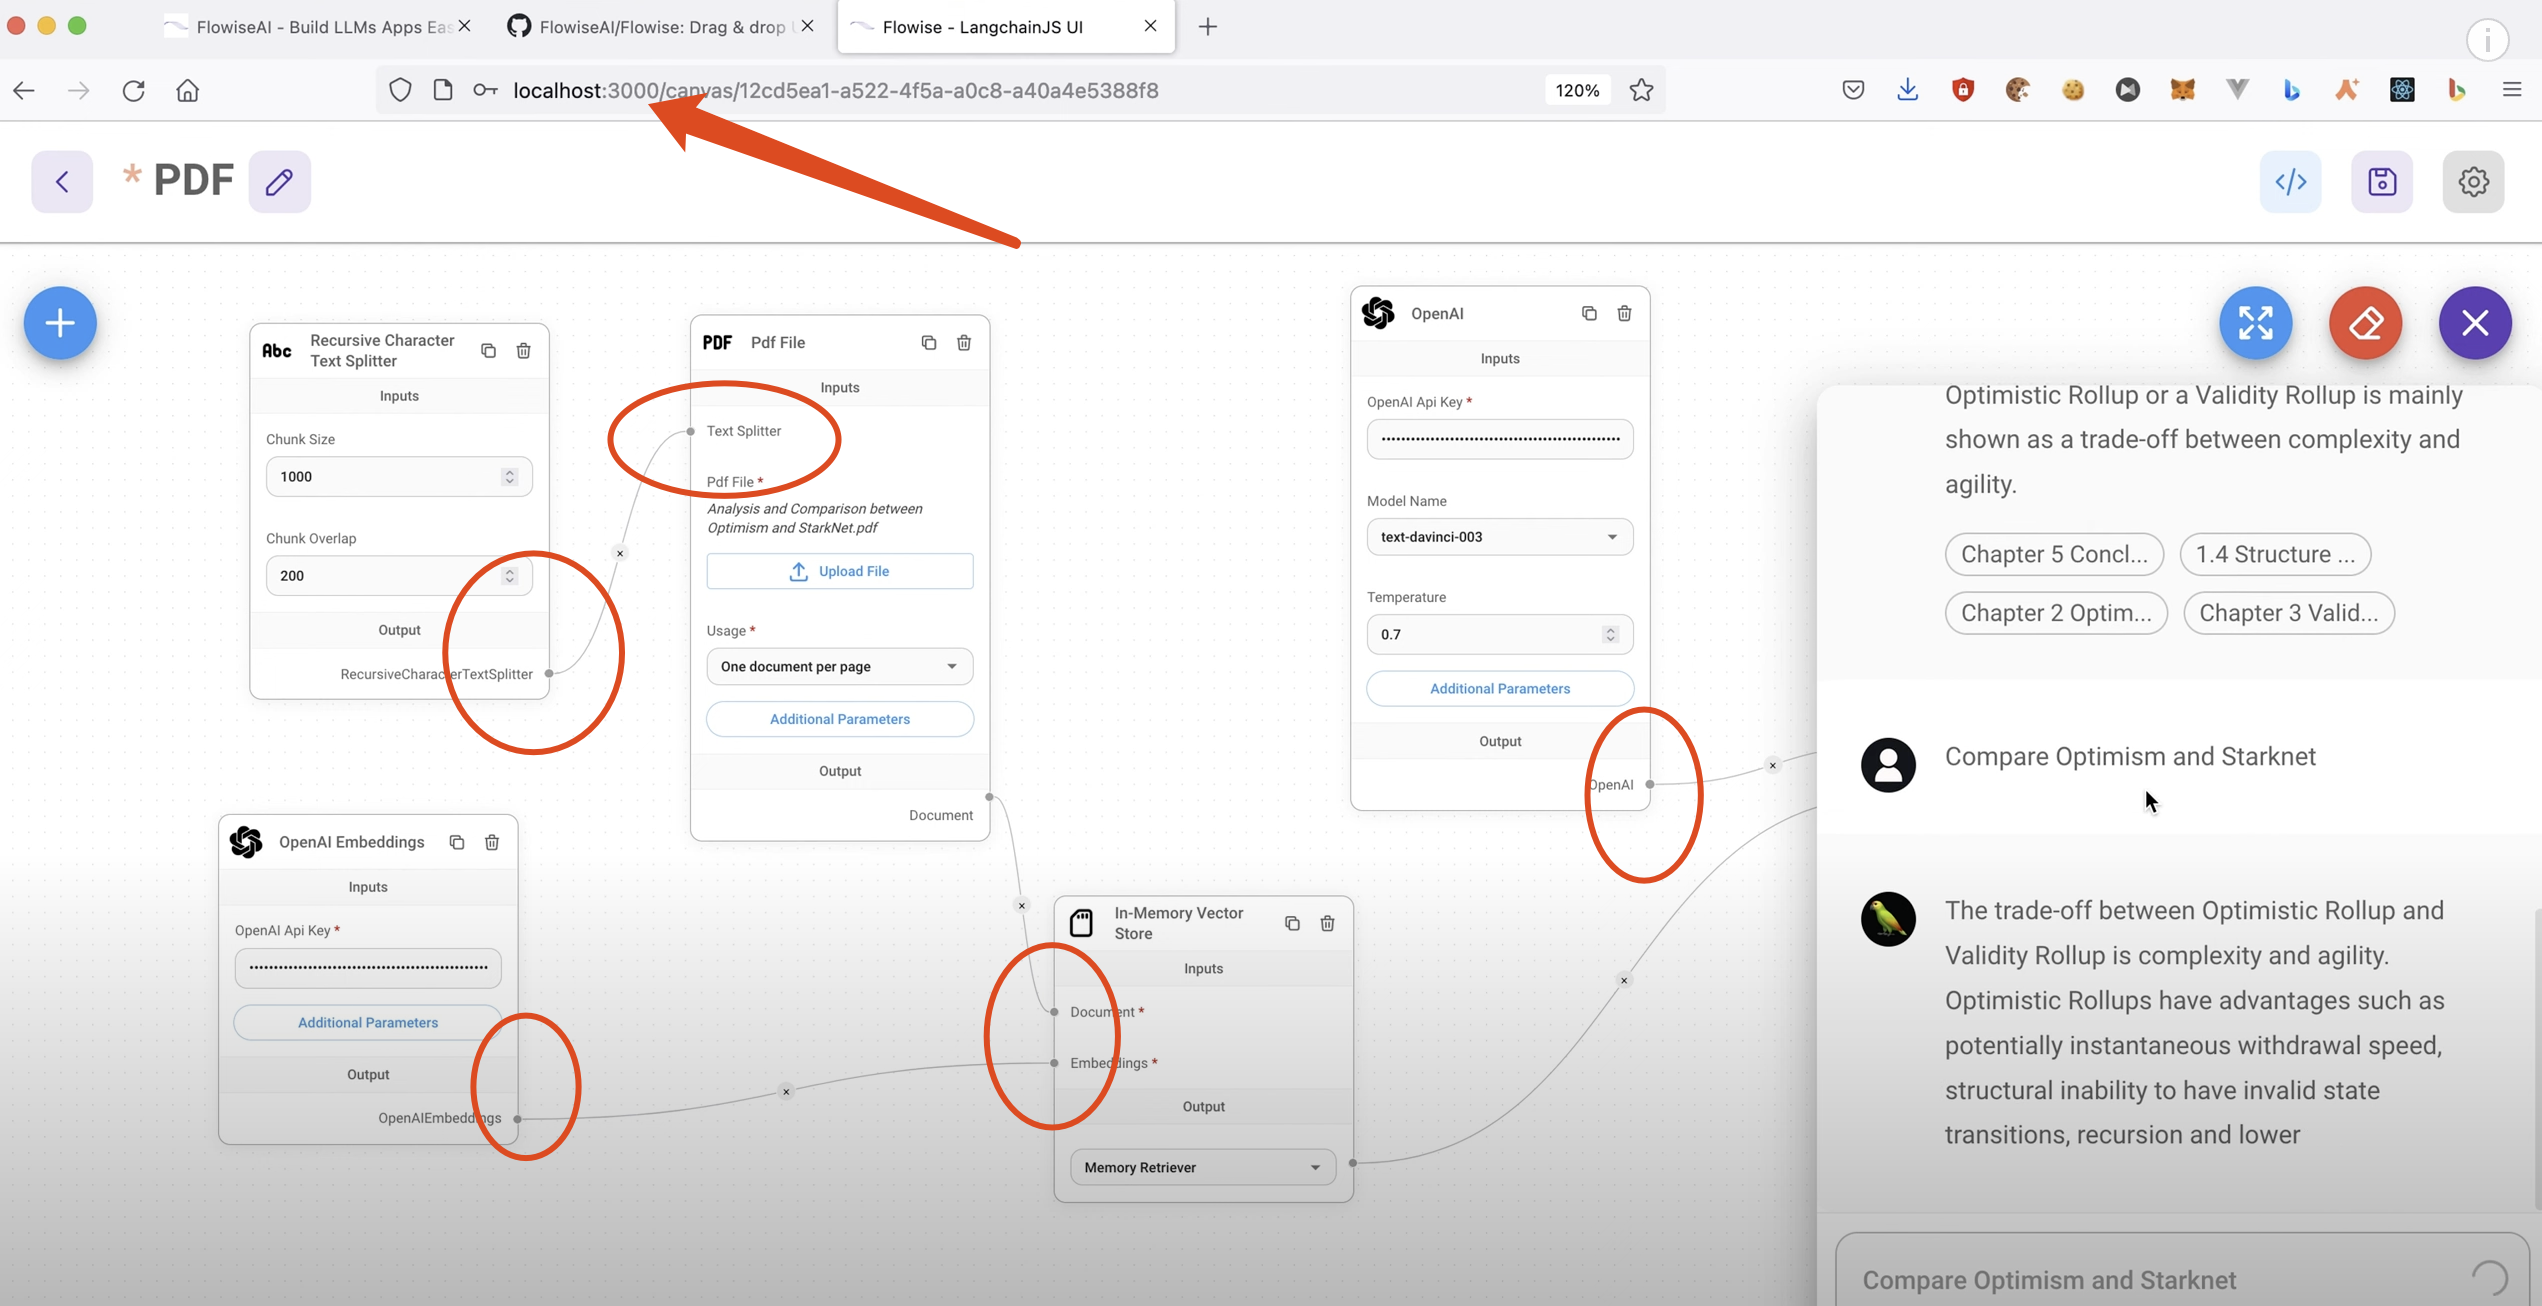 FlowiseAI - Build LLMs Apps Eas
FlowiseAI/Flowise: Drag & drop U
Flowise - LangchainJS UI
localhost:3000/canvas/12cd5ea1-a522-4f5a-a0c8-a40a4e5388f8
120%
* PDF
Abc
Recursive Character
Text Splitter
Inputs
Chunk Size
1000
Chunk Overlap
200
Output
RecursiveCharacterTextSplitter
PDF
Pdf File
Inputs
Text Splitter
Pdf File *
Analysis and Comparison between
Optimism and StarkNet.pdf
Upload File
Usage *
One document per page
Additional Parameters
Output
Document
OpenAI
Inputs
OpenAI Api Key *
Model Name
text-davinci-003
Temperature
0.7
Additional Parameters
Output
OpenAI
OpenAI Embeddings
Inputs
OpenAI Api Key *
Additional Parameters
Output
OpenAIEmbeddings
In-Memory Vector
Store
Inputs
Document *
Embeddings *
Output
Memory Retriever
Optimistic Rollup or a Validity Rollup is mainly
shown as a trade-off between complexity and
agility.
Chapter 5 Concl...
1.4 Structure ...
Chapter 2 Optim...
Chapter 3 Valid...
Compare Optimism and Starknet
The trade-off between Optimistic Rollup and
Validity Rollup is complexity and agility.
Optimistic Rollups have advantages such as
potentially instantaneous withdrawal speed,
structural inability to have invalid state
transitions, recursion and lower
Compare Optimism and Starknet